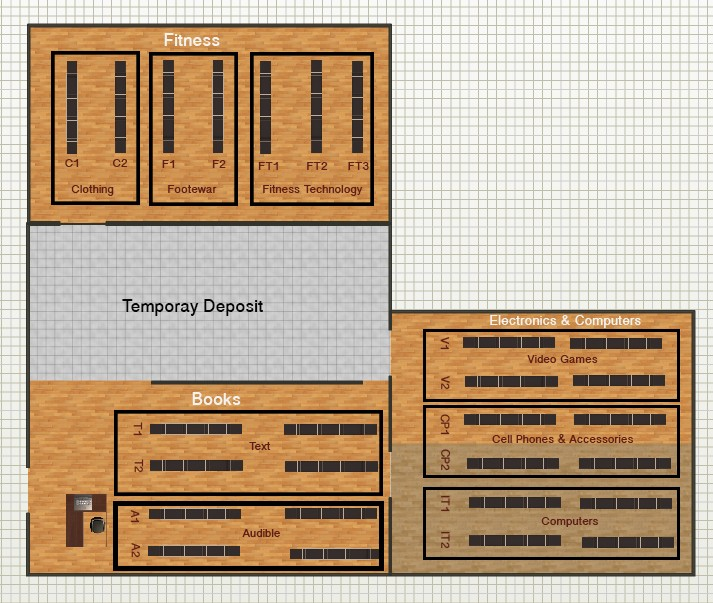 Fitness
C1
C2
F1
F2
FT1
FT2
FT3
Clothing
Footewar
Fitness Technology
Temporay Deposit
Electronics & Computers
V1
Video Games
V2
CP1
Cell Phones & Accessories
CP2
IT1
Computers
IT2
Books
T1
Text
T2
A1
Audible
A2